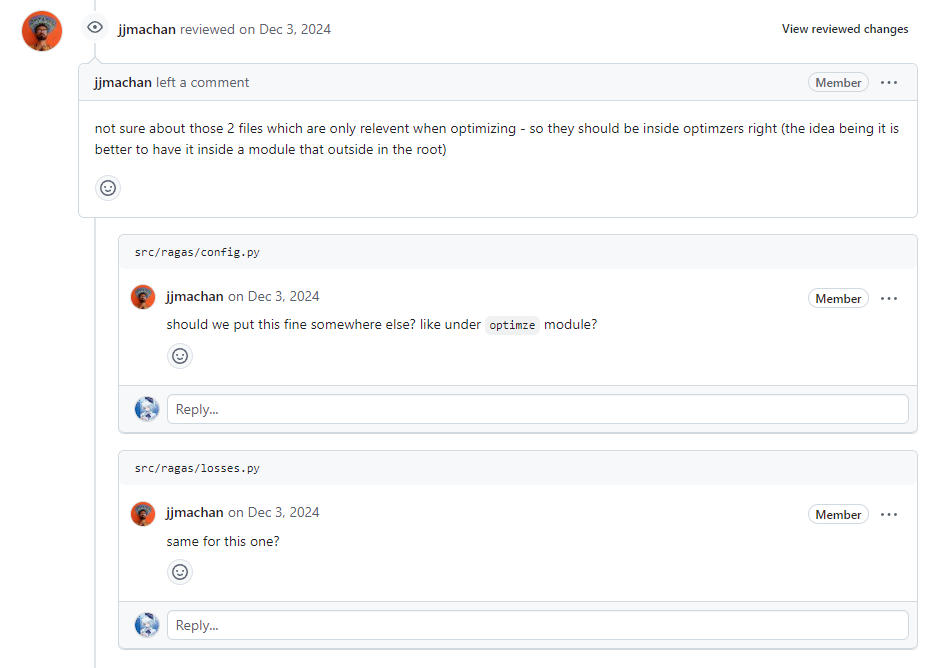 jjmachan reviewed on Dec 3, 2024
View reviewed changes
jjmachan left a comment
Member
not sure about those 2 files which are only relevent when optimizing - so they should be inside optimzers right (the idea being it is
better to have it inside a module that outside in the root)
src/ragas/config.py
jjmachan on Dec 3, 2024
Member
should we put this fine somewhere else? like under optimze module?
Reply...
src/ragas/losses.py
jjmachan on Dec 3, 2024
Member
same for this one?
Reply...